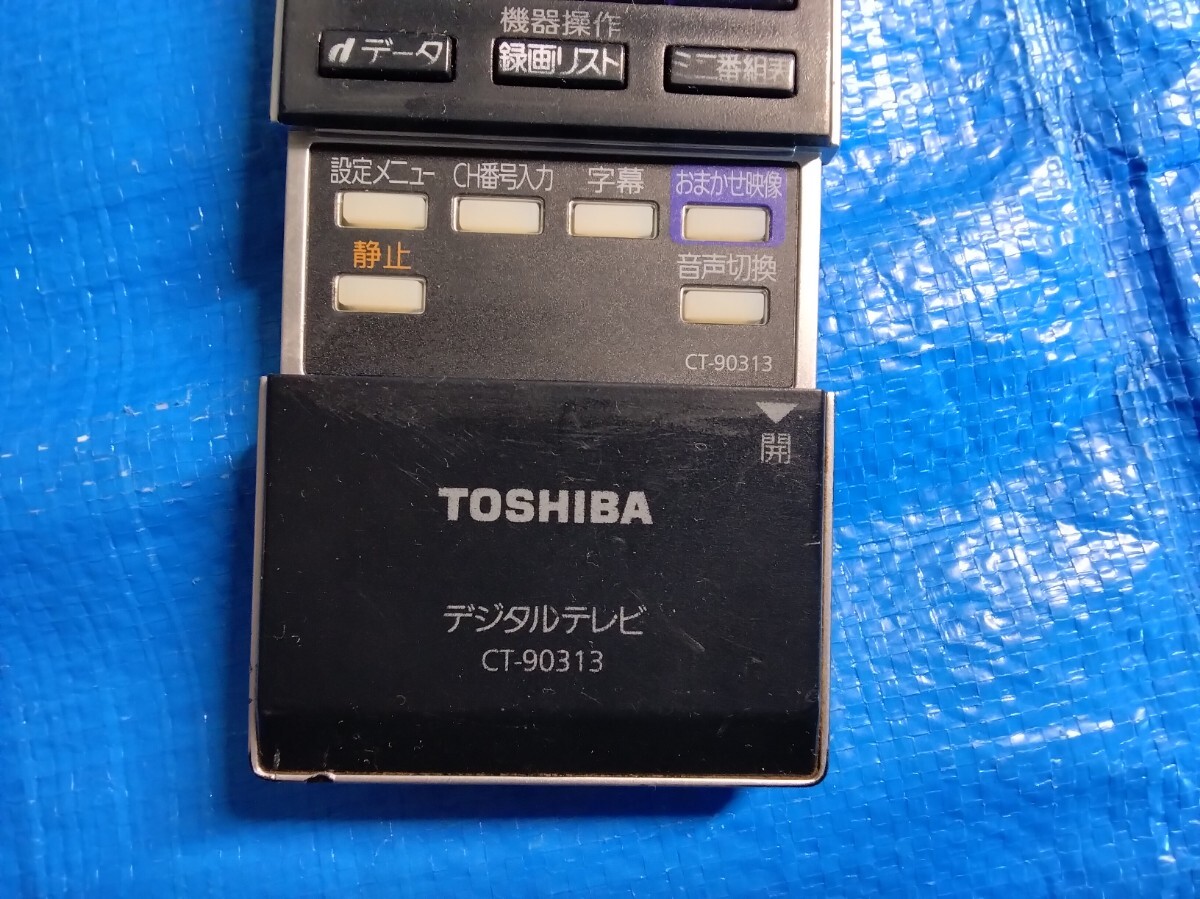 機器操作
dデータ 録画リスト ミニ番組表
設定メニュー CH番号入力 字幕 おまかせ映像
静止 音声切換
CT-90313
開
TOSHIBA
デジタルテレビ
CT-90313